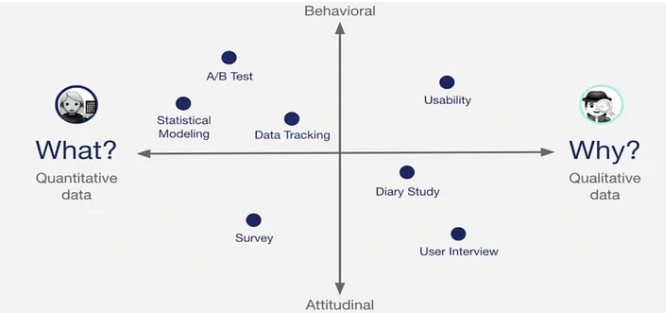 Behavioral
A/B Test
Usability
Statistical
Modeling
Data Tracking
What?
Why?
Quantitative
data
Qualitative
data
Diary Study
Survey
User Interview
Attitudinal